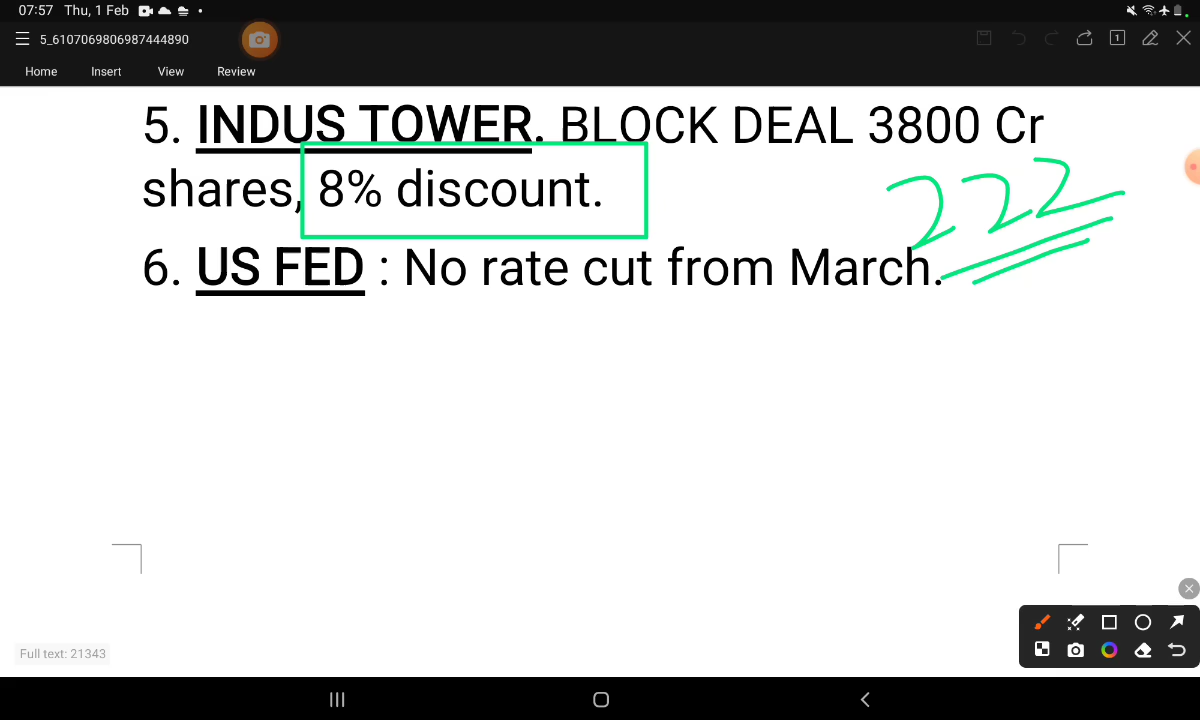 07:57 Thu, 1 Feb
5_6107069806987444890
1
Home Insert View Review
5. INDUS TOWER. BLOCK DEAL 3800 Cr
shares, 8% discount.
222
6. US FED : No rate cut from March.
Full text: 21343